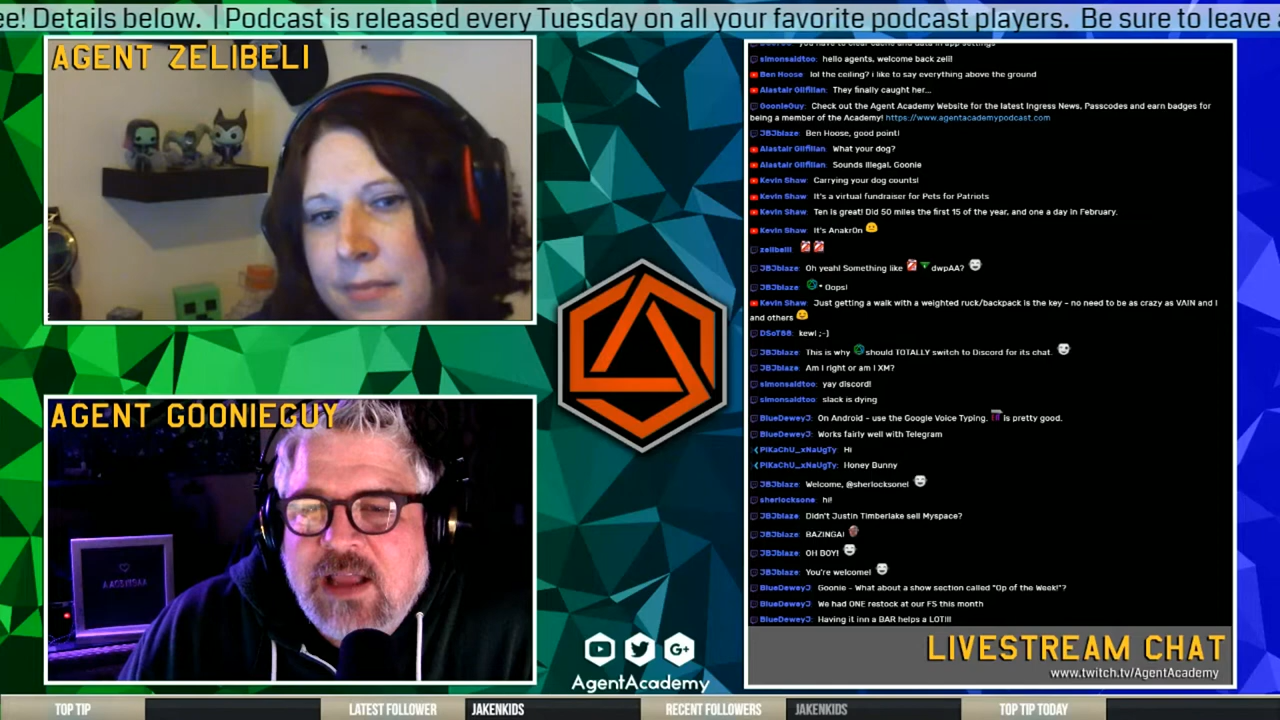 ee! Details below. | Podcast is released every Tuesday on all your favorite podcast players. Be sure to leave
AGENT ZELIBELI
AGENT GOONIEGUY
you have to clear cache and data in app settings
simonsaidtoo: hello agents, welcome back zeli!
Ben Hoose lol the ceiling? i like to say everything above the ground
Alastair Gilfillan: They finally caught her...
GoonieGuy: Check out the Agent Academy Website for the latest Ingress News, Passcodes and earn badges for
being a member of the Academy! https://www.agentacademypodcast.com
JBJblaze: Ben Hoose, good point!
Alastair Gilfillan: What your dog?
Alastair Gilfillan: Sounds illegal, Goonie
Kevin Shaw: Carrying your dog counts!
Kevin Shaw: It's a virtual fundraiser for Pets for Patriots
Kevin Shaw: Ten is great! Did 50 miles the first 15 of the year, and one a day in February.
Kevin Shaw: It's Anakr0n
zelibeli:
JBJblaze: Oh yeah! Something like dwpAA?
JBJblaze: * Oops!
Kevin Shaw: Just getting a walk with a weighted ruck/backpack is the key - no need to be as crazy as VAIN and I
and others
DSoT88: kewl ;-)
JBJblaze: This is why should TOTALLY switch to Discord for its chat.
JBJblaze: Am I right or am I XM?
simonsaidtoo: yay discord!
simonsaidtoo: slack is dying
BlueDeweyJ: On Android - use the Google Voice Typing. is pretty good.
BlueDeweyJ: Works fairly well with Telegram
PiKaChU_xNaUgTy Hi
PiKaChU_xNaUgTy: Honey Bunny
JBJblaze: Welcome, @sherlocksone!
sherlocksone: hi!
JBJblaze: Didn't Justin Timberlake sell Myspace?
JBJblaze: BAZINGA!
JBJblaze: OH BOY!
JBJblaze: You're welcome!
BlueDeweyJ Goonie - What about a show section called "Op of the Week!"?
BlueDeweyJ: We had ONE restock at our FS this month
BlueDeweyJ: Having it inn a BAR helps a LOT!!!
LIVESTREAM CHAT
www.twitch.tv/AgentAcademy
G+
AgentAcademy
TOP TIP
LATEST FOLLOWER
JAKENKIDS
RECENT FOLLOWERS
JAKENKIDS
TOP TIP TODAY